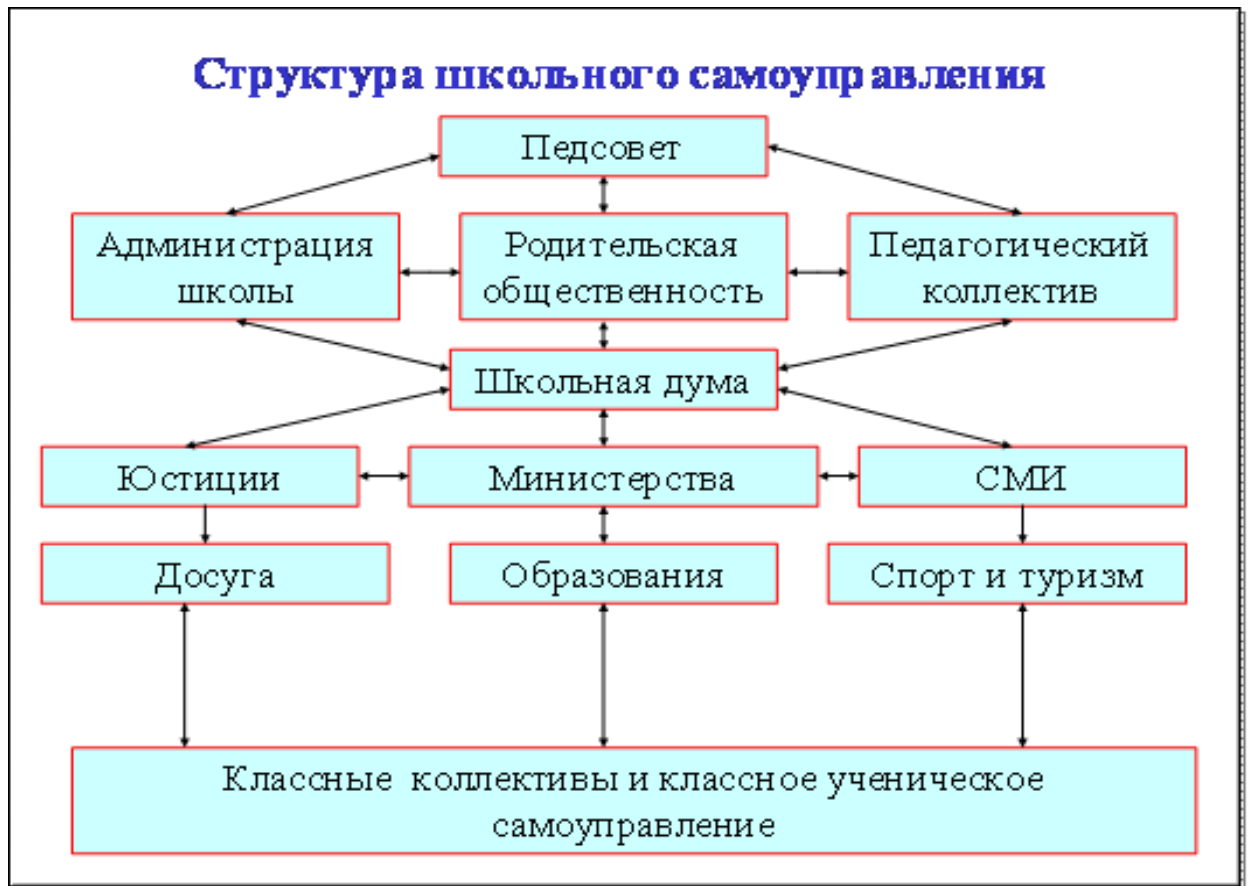 Структура школьного самоуправления
Педсовет
Администрация
школы
Родительская
общественность
Педагогический
коллектив
Школьная дума
Юстиции
Министерства
СМИ
Досуга
Образования
Спорт и туризм
Классные коллективы и классное ученическое
самоуправление